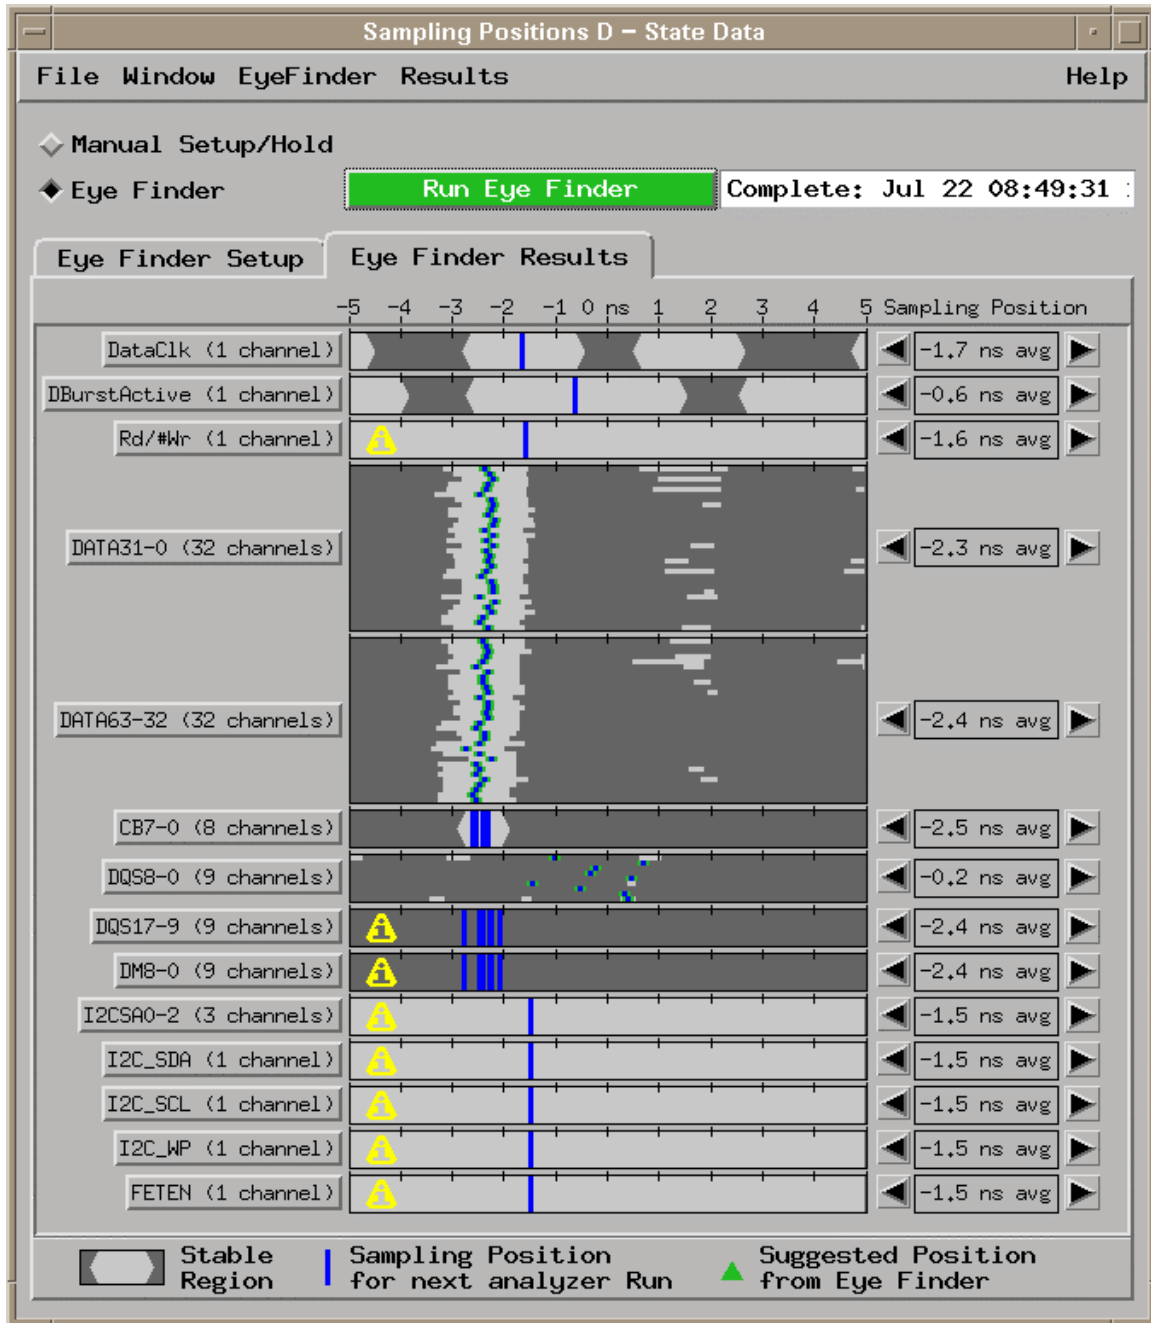 Sampling Positions D – State Data
File Window EyeFinder Results Help
Manual Setup/Hold
Eye Finder Run Eye Finder Complete: Jul 22 08:49:31
Eye Finder Setup Eye Finder Results
-5 -4 -3 -2 -1 0 ns 1 2 3 4 5 Sampling Position
DataClk (1 channel) -1.7 ns avg
DBurstActive (1 channel) -0.6 ns avg
Rd/#Wr (1 channel) -1.6 ns avg
DATA31-0 (32 channels) -2.3 ns avg
DATA63-32 (32 channels) -2.4 ns avg
CB7-0 (8 channels) -2.5 ns avg
DQS8-0 (9 channels) -0.2 ns avg
DQS17-9 (9 channels) -2.4 ns avg
DM8-0 (9 channels) -2.4 ns avg
I2CSA0-2 (3 channels) -1.5 ns avg
I2C_SDA (1 channel) -1.5 ns avg
I2C_SCL (1 channel) -1.5 ns avg
I2C_WP (1 channel) -1.5 ns avg
FETEN (1 channel) -1.5 ns avg
Stable Sampling Position Suggested Position
Region for next analyzer Run from Eye Finder